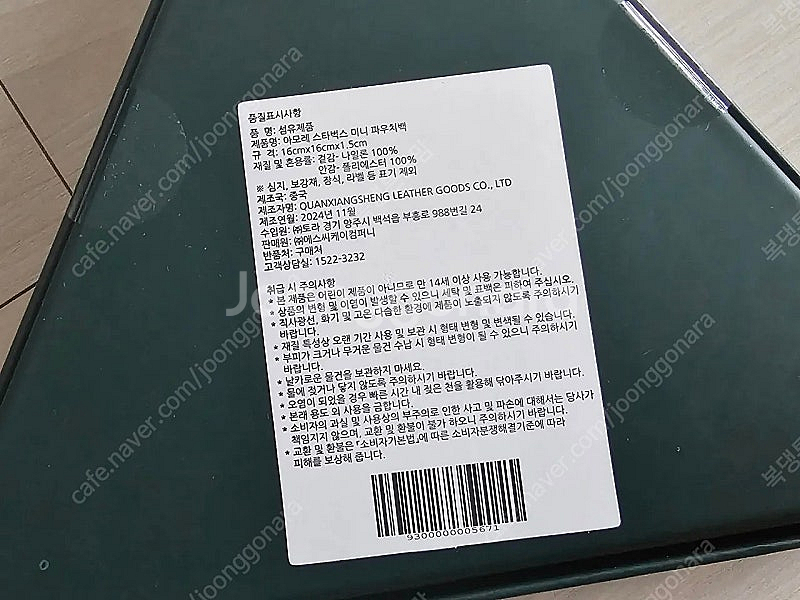 품질표시사항
품 명: 섬유제품
제품명: 아모레 스타벅스 미니 파우치백
규 격: 16cmx16cmx1.5cm
재질 및 혼용률: 겉감- 나일론 100%
안감- 폴리에스터 100%
※ 심지, 보강재, 장식, 라벨 등 표기 제외
제조국: 중국
제조자명: QUANXIANGSHENG LEATHER GOODS CO., LTD
제조연월: 2024년 11월
수입원: ㈜토라 경기 양주시 백석읍 부흥로 988번길 24
판매원: ㈜에스씨케이컴퍼니
반품처: 구매처
고객상담실: 1522-3232
취급 시 주의사항
* 본 제품은 어린이 제품이 아니므로 만 14세 이상 사용 가능합니다.
* 상품의 변형 및 이염이 발생할 수 있으니 세탁 및 표백은 피하여 주십시오.
* 직사광선, 화기 및 고온 다습한 환경에 제품이 노출되지 않도록 주의하시기
바랍니다.
* 재질 특성상 오랜 기간 사용 및 보관 시 형태 변형 및 변색될 수 있습니다.
* 부피가 크거나 무거운 물건 수납 시 형태 변형이 될 수 있으니 주의하시기
바랍니다.
* 날카로운 물건을 보관하지 마세요.
* 물에 젖거나 닿지 않도록 주의하시기 바랍니다.
* 오염이 되었을 경우 빠른 시간 내 젖은 천을 활용해 닦아주시기 바랍니다.
* 본래 용도 외 사용을 금합니다.
* 소비자의 과실 및 사용상의 부주의로 인한 사고 및 파손에 대해서는 당사가
책임지지 않으며, 교환 및 환불이 불가 하오니 주의하시기 바랍니다.
* 교환 및 환불은 「소비자기본법」에 따른 소비자분쟁해결기준에 따라
피해를 보상해 줍니다.
9300000005671
cafe.naver.com/joonggonara
cafe.naver.com/joonggonara
cafe.naver.com/joonggonara
cafe.naver.com/joonggonara